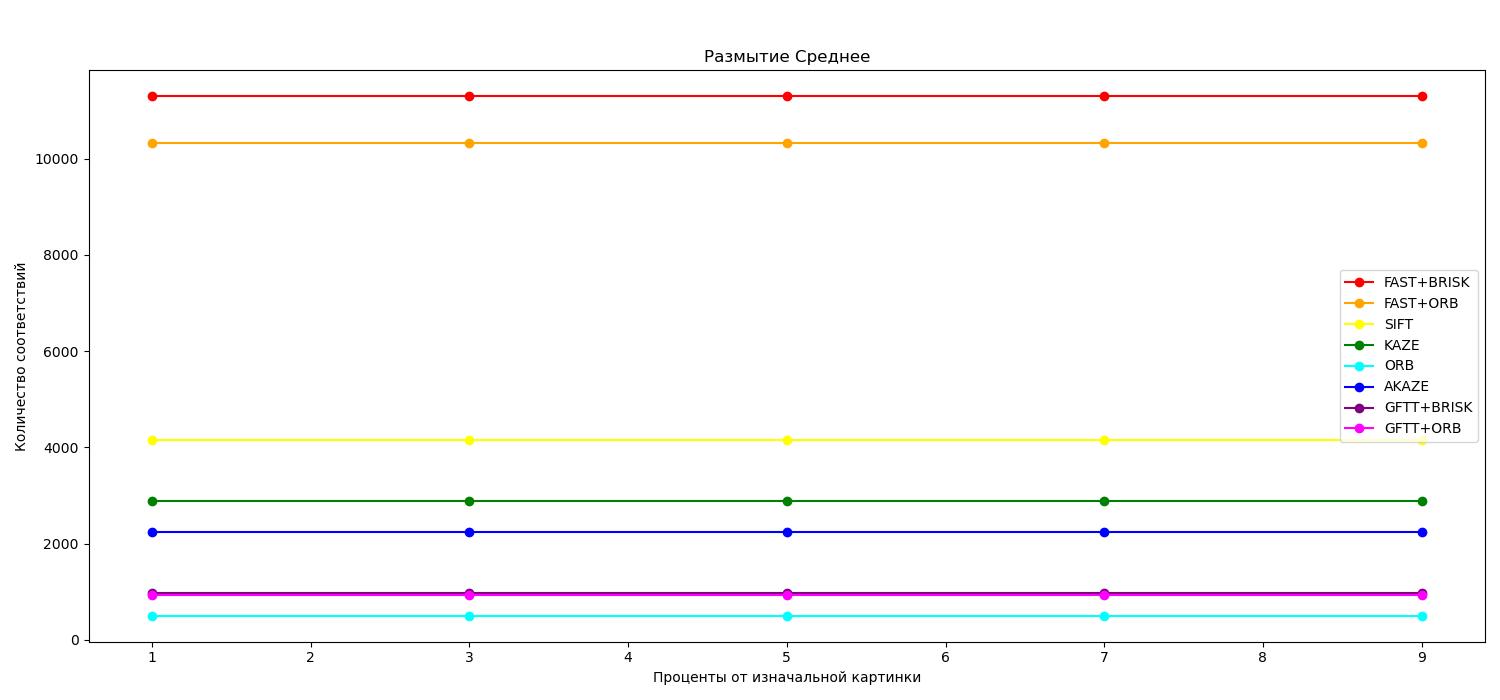 Размытие Среднее
Количество соответствий
10000
8000
6000
4000
2000
0
1 2 3 4 5 6 7 8 9
Проценты от изначальной картинки
FAST+BRISK
FAST+ORB
SIFT
KAZE
ORB
AKAZE
GFTT+BRISK
GFTT+ORB